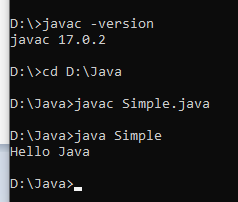 D:\>javac -version
javac 17.0.2
D:\>cd D:\Java
D:\Java>javac Simple.java
D:\Java>java Simple
Hello Java
D:\Java>